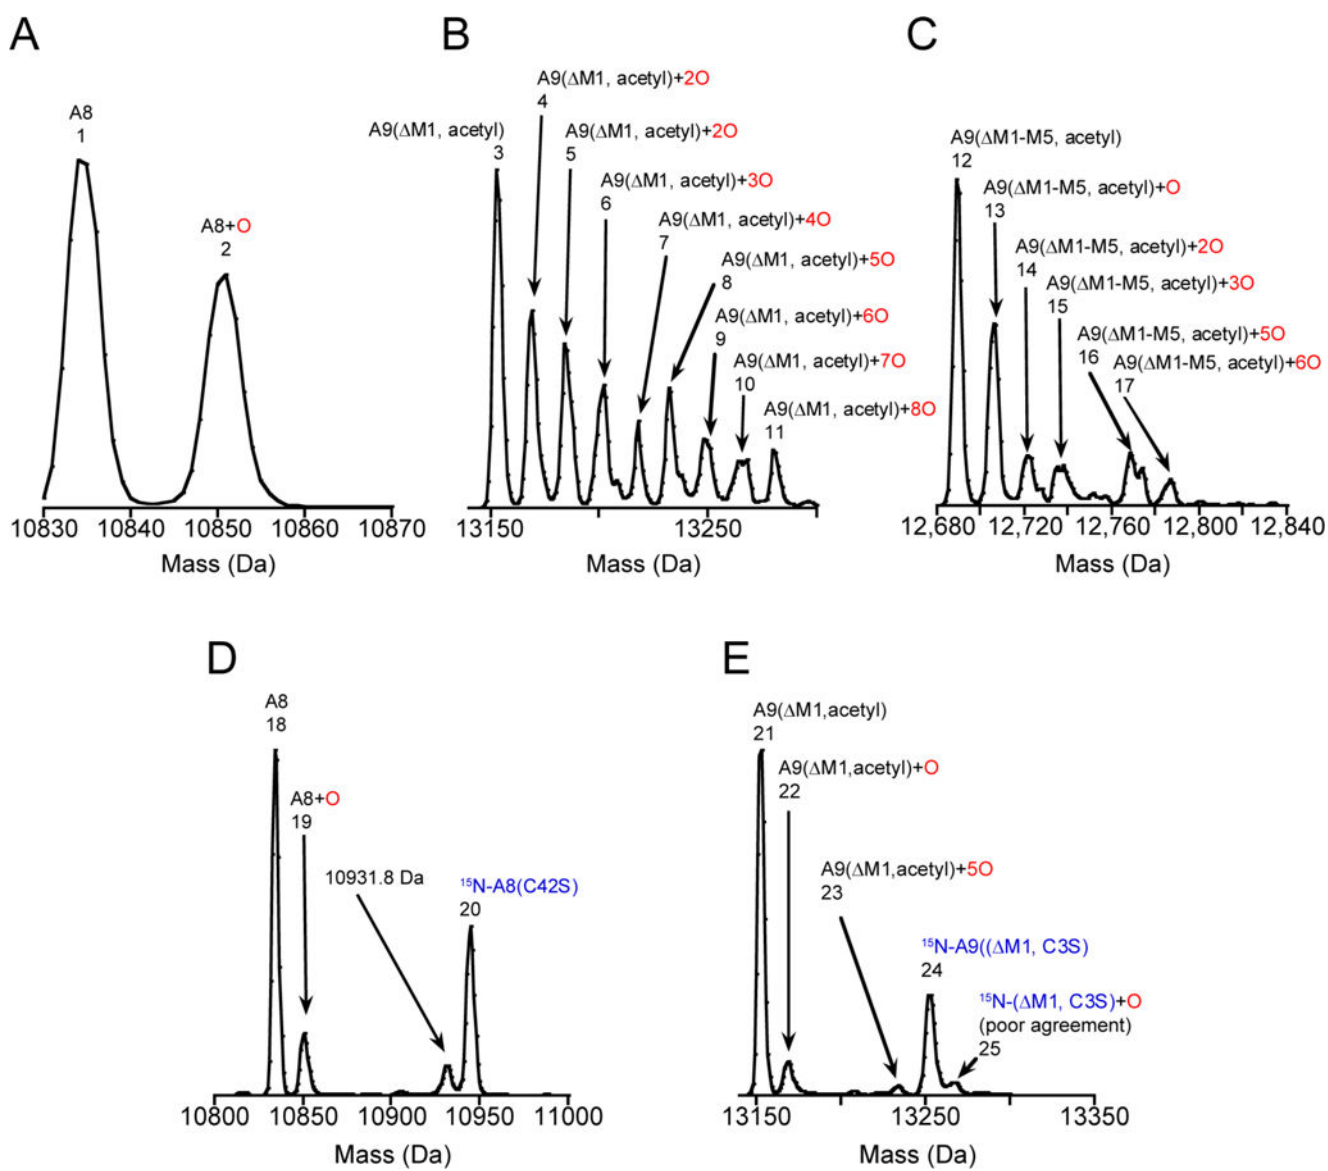 A
A8
1
A8+O
2
10830
10840
10850
10860
10870
Mass (Da)
B
A9(ΔM1, acetyl)+2O
4
A9(ΔM1, acetyl)
3
A9(ΔM1, acetyl)+2O
5
A9(ΔM1, acetyl)+3O
6
A9(ΔM1, acetyl)+4O
7
A9(ΔM1, acetyl)+5O
8
A9(ΔM1, acetyl)+6O
9
A9(ΔM1, acetyl)+7O
10
A9(ΔM1, acetyl)+8O
11
13150
13250
Mass (Da)
C
A9(ΔM1-M5, acetyl)
12
A9(ΔM1-M5, acetyl)+O
13
A9(ΔM1-M5, acetyl)+2O
14
A9(ΔM1-M5, acetyl)+3O
15
A9(ΔM1-M5, acetyl)+5O
16
A9(ΔM1-M5, acetyl)+6O
17
12,680
12,720
12,760
12,800
12,840
Mass (Da)
D
A8
18
A8+O
19
10931.8 Da
15N-A8(C42S)
20
10800
10850
10900
10950
11000
Mass (Da)
E
A9(ΔM1,acetyl)
21
A9(ΔM1,acetyl)+O
22
A9(ΔM1,acetyl)+5O
23
15N-A9((ΔM1, C3S)
24
15N-(ΔM1, C3S)+O
(poor agreement)
25
13150
13250
13350
Mass (Da)